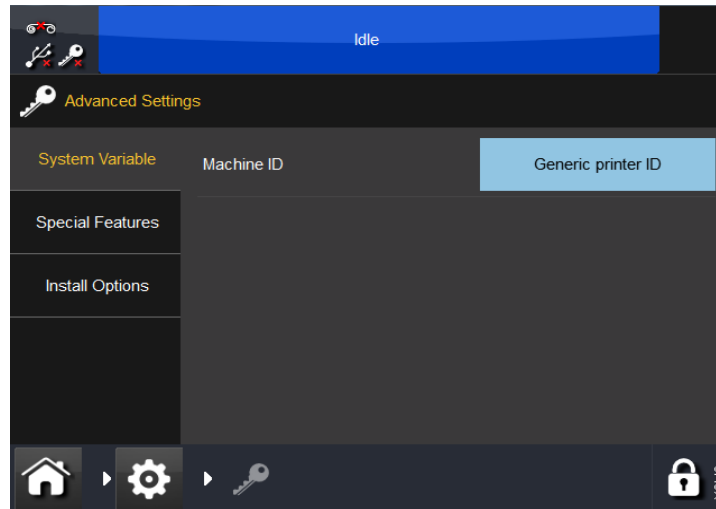 Idle
Advanced Settings
System Variable
Machine ID
Generic printer ID
Special Features
Install Options